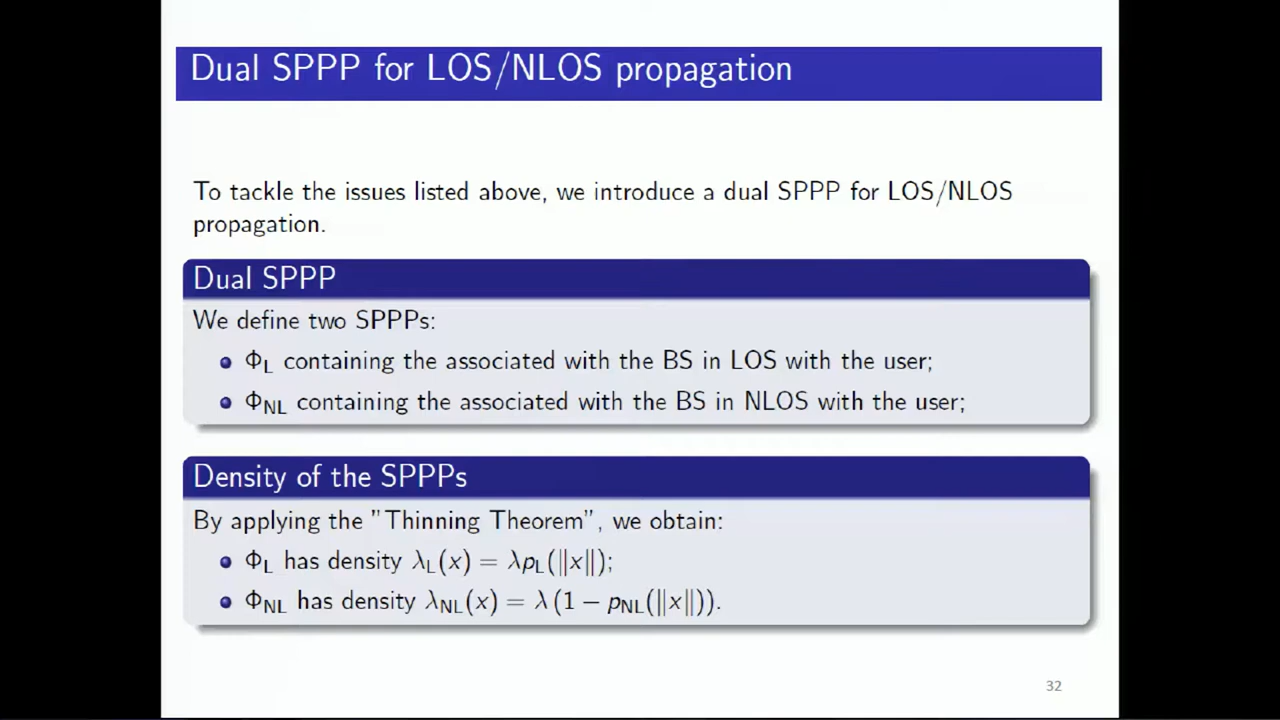 Dual SPPP for LOS/NLOS propagation
To tackle the issues listed above, we introduce a dual SPPP for LOS/NLOS
propagation.
Dual SPPP
We define two SPPPs:
Φ_L containing the associated with the BS in LOS with the user;
Φ_NL containing the associated with the BS in NLOS with the user;
Density of the SPPPs
By applying the "Thinning Theorem", we obtain:
Φ_L has density λ_L(x) = λp_L(‖x‖);
Φ_NL has density λ_NL(x) = λ (1 − p_NL(‖x‖)).
32